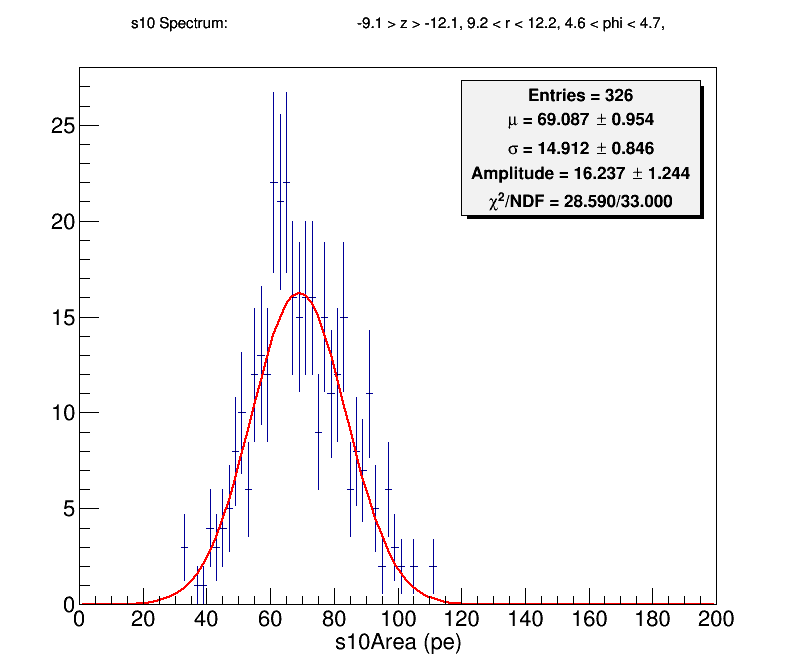 s10 Spectrum: -9.1 > z > -12.1, 9.2 < r < 12.2, 4.6 < phi < 4.7,
Entries = 326
μ = 69.087 ± 0.954
σ = 14.912 ± 0.846
Amplitude = 16.237 ± 1.244
χ²/NDF = 28.590/33.000
25
20
15
10
5
0
0 20 40 60 80 100 120 140 160 180 200
s10Area (pe)